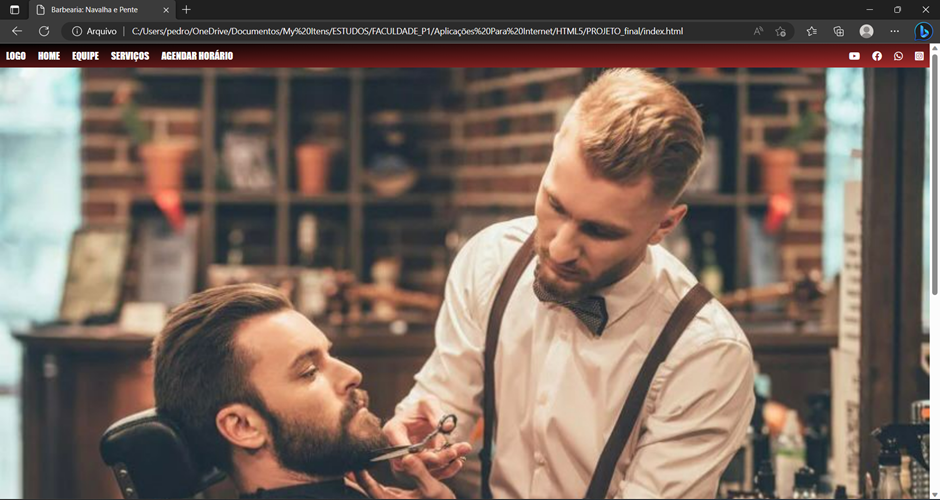 Barbearia: Navalha e Pente
Arquivo C:/Users/pedro/OneDrive/Documentos/My%20Itens/ESTUDOS/FACULDADE_P1/Aplicações%20Para%20Internet/HTML5/PROJETO_final/index.html
LOGO HOME EQUIPE SERVIÇOS AGENDAR HORÁRIO